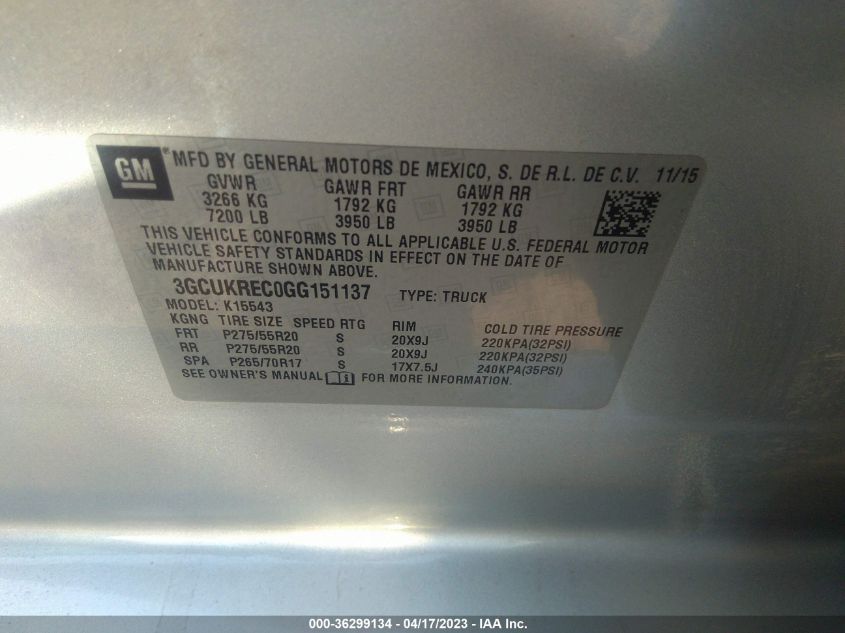 GM
MFD BY GENERAL MOTORS DE MEXICO, S. DE R.L. DE C.V. 11/15
GVWR GAWR FRT GAWR RR
3266 KG 1792 KG 1792 KG
7200 LB 3950 LB 3950 LB
THIS VEHICLE CONFORMS TO ALL APPLICABLE U.S. FEDERAL MOTOR
VEHICLE SAFETY STANDARDS IN EFFECT ON THE DATE OF
MANUFACTURE SHOWN ABOVE.
3GCUKREC0GG151137 TYPE: TRUCK
MODEL: K15543
KGNG TIRE SIZE SPEED RTG RIM COLD TIRE PRESSURE
FRT P275/55R20 S 20X9J 220KPA(32PSI)
RR P275/55R20 S 20X9J 220KPA(32PSI)
SPA P265/70R17 S 17X7.5J 240KPA(35PSI)
SEE OWNER'S MANUAL FOR MORE INFORMATION.
000-36299134 - 04/17/2023 - IAA Inc.